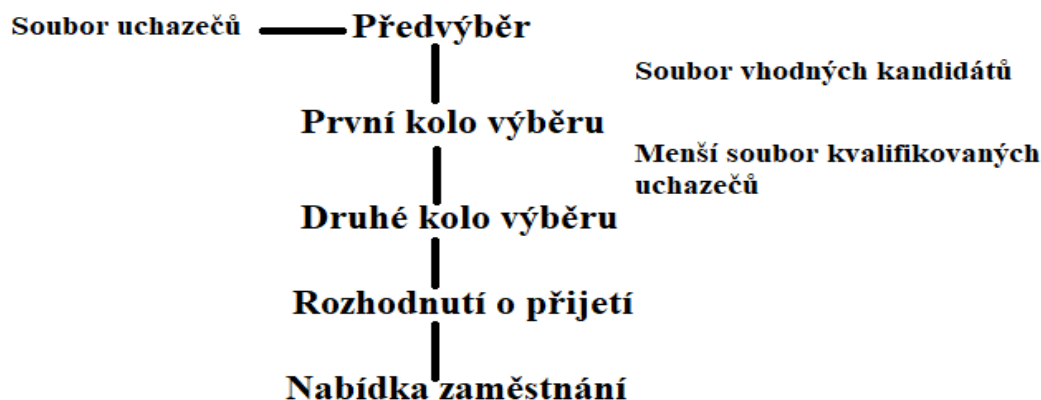 Soubor uchazečů
Předvýběr
Soubor vhodných kandidátů
První kolo výběru
Menší soubor kvalifikovaných
uchazečů
Druhé kolo výběru
Rozhodnutí o přijetí
Nabídka zaměstnání